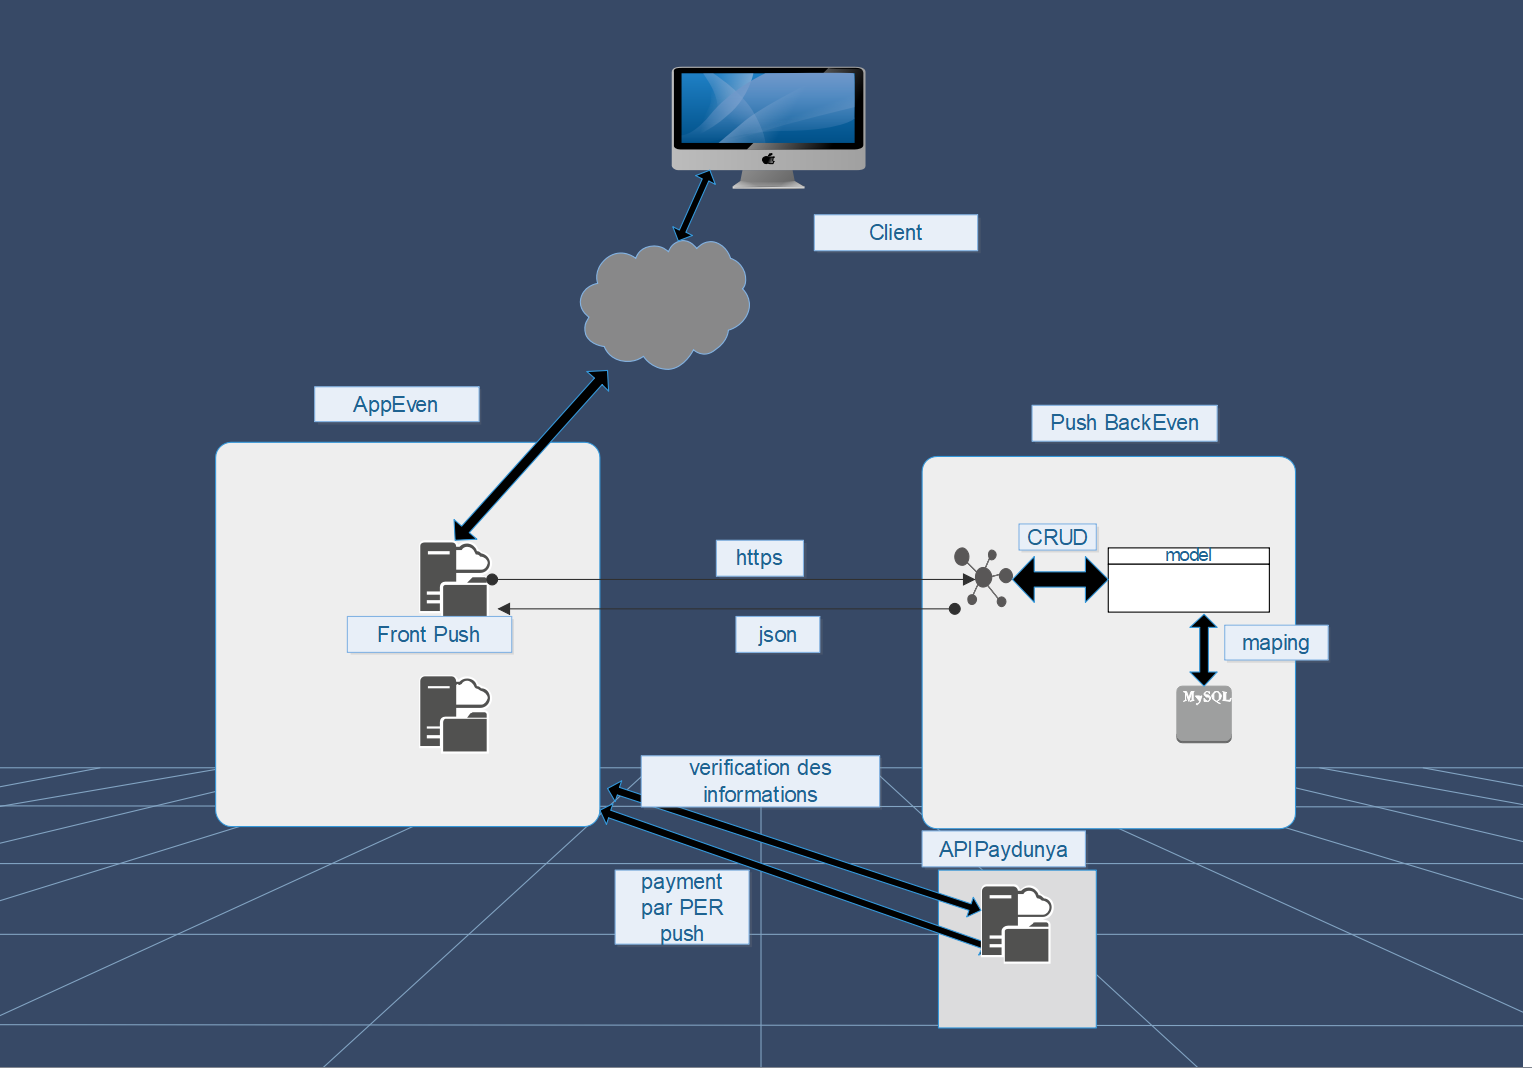 Client
AppEven
Push BackEven
CRUD
model
https
json
Front Push
maping
MySQL
verification des
informations
APIPaydunya
payment
par PER
push